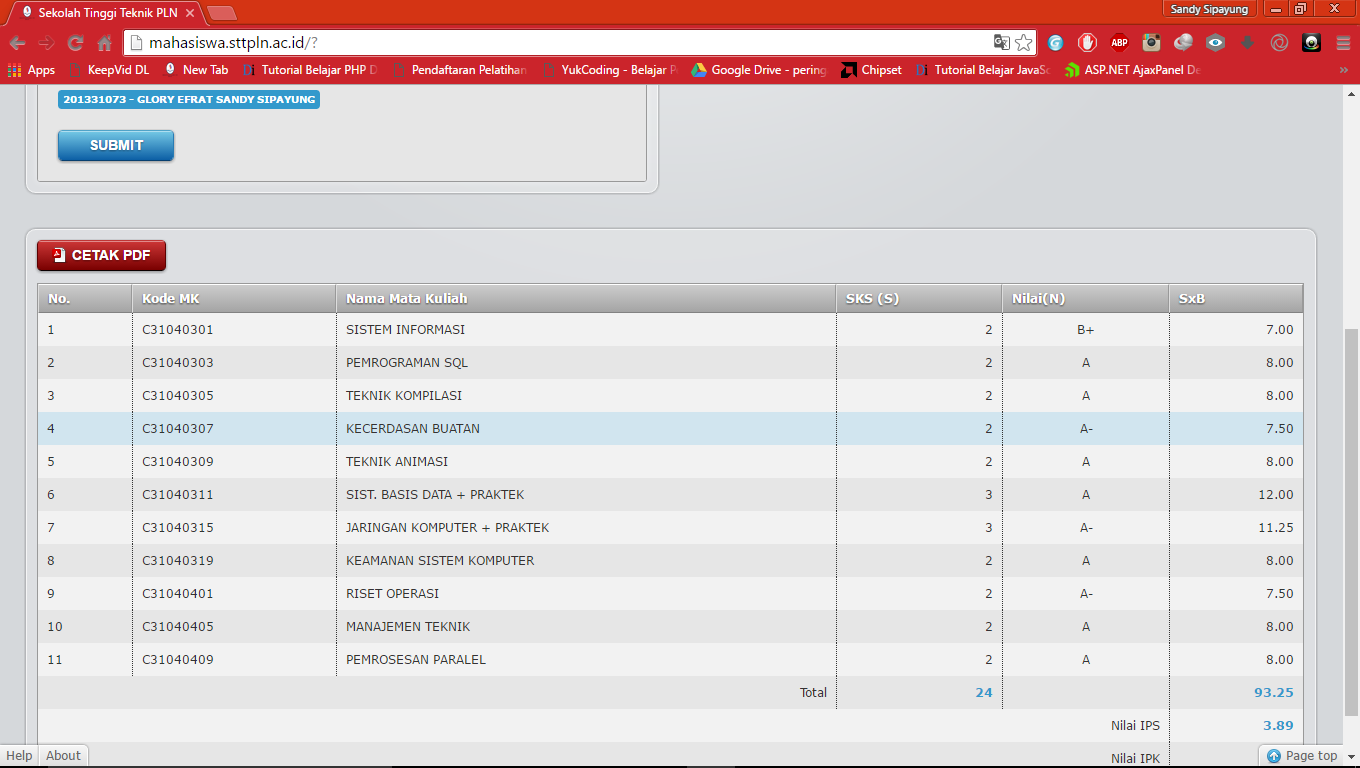 Sekolah Tinggi Teknik PLN
Sandy Sipayung
mahasiswa.sttpln.ac.id/?
ABP
Apps KeepVid DL New Tab Tutorial Belajar PHP D Pendaftaran Pelatihan YukCoding - Belajar P Google Drive - pering Chipset Tutorial Belajar JavaSc ASP.NET AjaxPanel De
201331073 - GLORY EFRAT SANDY SIPAYUNG
SUBMIT
CETAK PDF
No. Kode MK Nama Mata Kuliah SKS (S) Nilai(N) SxB
1 C31040301 SISTEM INFORMASI 2 B+ 7.00
2 C31040303 PEMROGRAMAN SQL 2 A 8.00
3 C31040305 TEKNIK KOMPILASI 2 A 8.00
4 C31040307 KECERDASAN BUATAN 2 A- 7.50
5 C31040309 TEKNIK ANIMASI 2 A 8.00
6 C31040311 SIST. BASIS DATA + PRAKTEK 3 A 12.00
7 C31040315 JARINGAN KOMPUTER + PRAKTEK 3 A- 11.25
8 C31040319 KEAMANAN SISTEM KOMPUTER 2 A 8.00
9 C31040401 RISET OPERASI 2 A- 7.50
10 C31040405 MANAJEMEN TEKNIK 2 A 8.00
11 C31040409 PEMROSESAN PARALEL 2 A 8.00
Total 24 93.25
Nilai IPS 3.89
Nilai IPK
Help About Page top